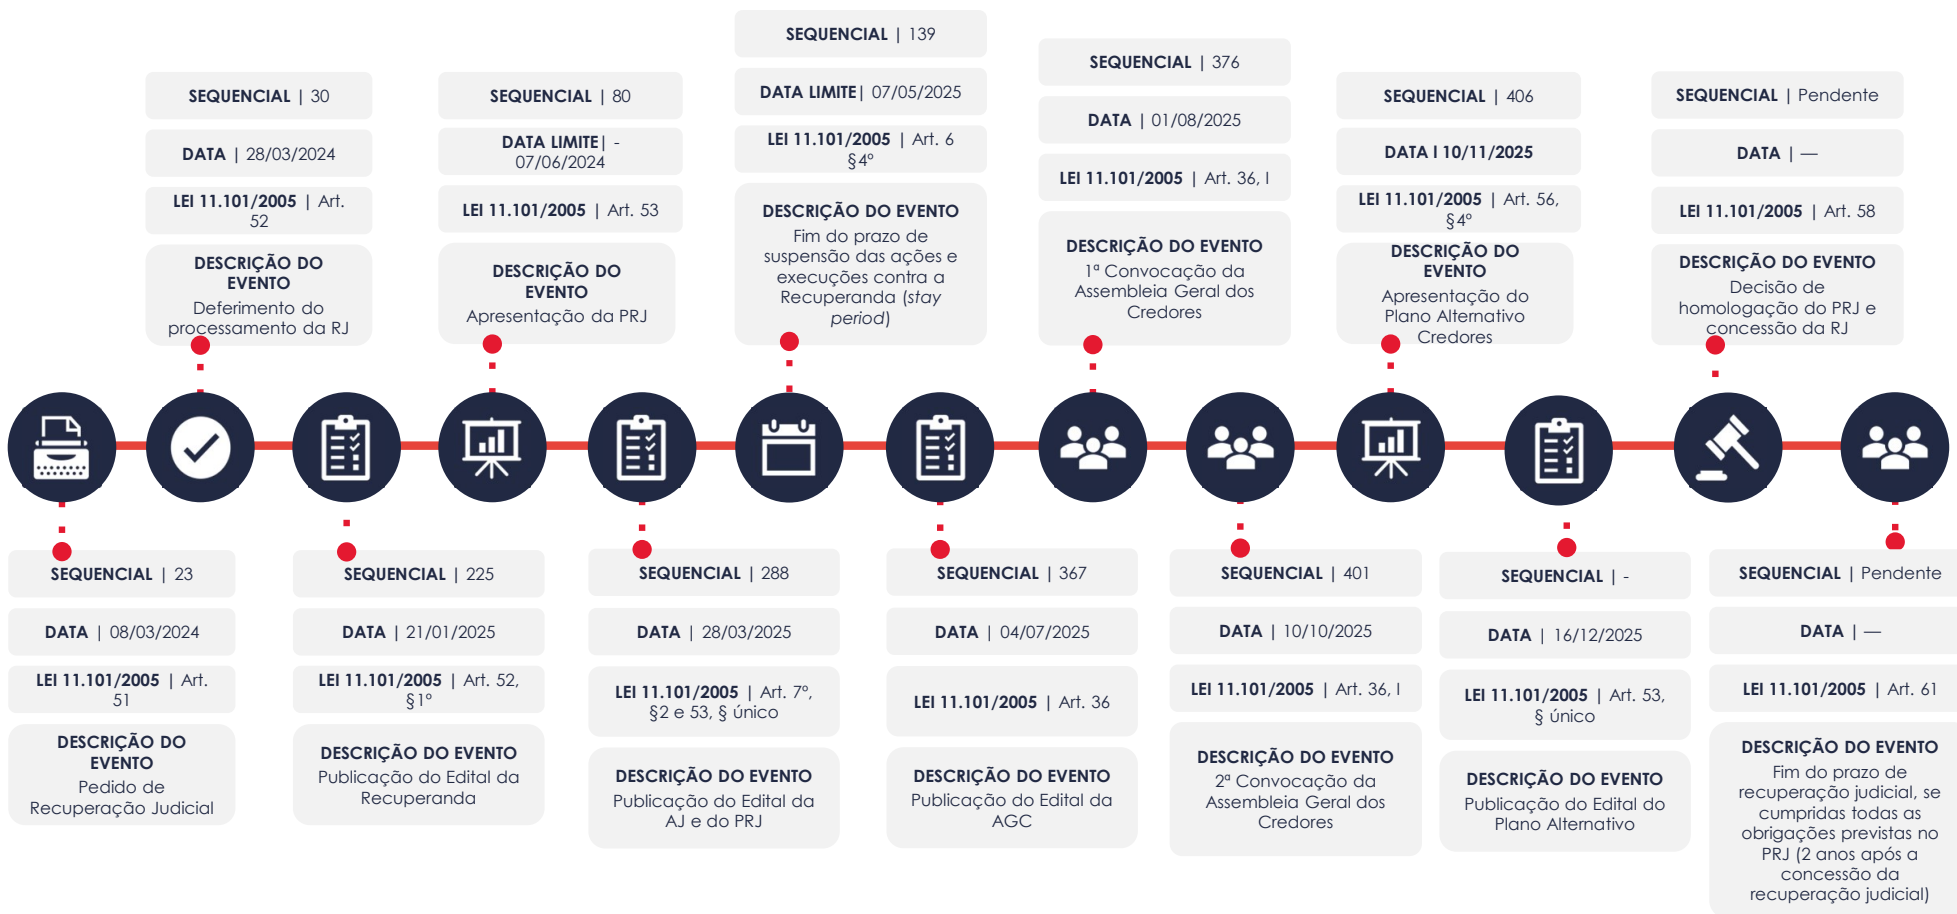 SEQUENCIAL | 30
DATA | 28/03/2024
LEI 11.101/2005 | Art.
52
DESCRIÇÃO DO
EVENTO
Deferimento do
processamento da RJ
SEQUENCIAL | 80
DATA LIMITE| -
07/06/2024
LEI 11.101/2005 | Art. 53
DESCRIÇÃO DO
EVENTO
Apresentação da PRJ
SEQUENCIAL | 139
DATA LIMITE| 07/05/2025
LEI 11.101/2005 | Art. 6
§4º
DESCRIÇÃO DO EVENTO
Fim do prazo de
suspensão das ações e
execuções contra a
Recuperanda (stay
period)
SEQUENCIAL | 376
DATA | 01/08/2025
LEI 11.101/2005 | Art. 36, I
DESCRIÇÃO DO EVENTO
1ª Convocação da
Assembleia Geral dos
Credores
SEQUENCIAL | 406
DATA I 10/11/2025
LEI 11.101/2005 | Art. 56,
§4º
DESCRIÇÃO DO
EVENTO
Apresentação do
Plano Alternativo
Credores
SEQUENCIAL | Pendente
DATA | —
LEI 11.101/2005 | Art. 58
DESCRIÇÃO DO EVENTO
Decisão de
homologação do PRJ e
concessão da RJ
SEQUENCIAL | 23
DATA | 08/03/2024
LEI 11.101/2005 | Art.
51
DESCRIÇÃO DO
EVENTO
Pedido de
Recuperação Judicial
SEQUENCIAL | 225
DATA | 21/01/2025
LEI 11.101/2005 | Art. 52,
§1º
DESCRIÇÃO DO EVENTO
Publicação do Edital da
Recuperanda
SEQUENCIAL | 288
DATA | 28/03/2025
LEI 11.101/2005 | Art. 7º,
§2 e 53, § único
DESCRIÇÃO DO EVENTO
Publicação do Edital da
AJ e do PRJ
SEQUENCIAL | 367
DATA | 04/07/2025
LEI 11.101/2005 | Art. 36
DESCRIÇÃO DO EVENTO
Publicação do Edital da
AGC
SEQUENCIAL | 401
DATA | 10/10/2025
LEI 11.101/2005 | Art. 36, I
DESCRIÇÃO DO EVENTO
2ª Convocação da
Assembleia Geral dos
Credores
SEQUENCIAL | -
DATA | 16/12/2025
LEI 11.101/2005 | Art. 53,
§ único
DESCRIÇÃO DO EVENTO
Publicação do Edital do
Plano Alternativo
SEQUENCIAL | Pendente
DATA | —
LEI 11.101/2005 | Art. 61
DESCRIÇÃO DO EVENTO
Fim do prazo de
recuperação judicial, se
cumpridas todas as
obrigações previstas no
PRJ (2 anos após a
concessão da
recuperação judicial)